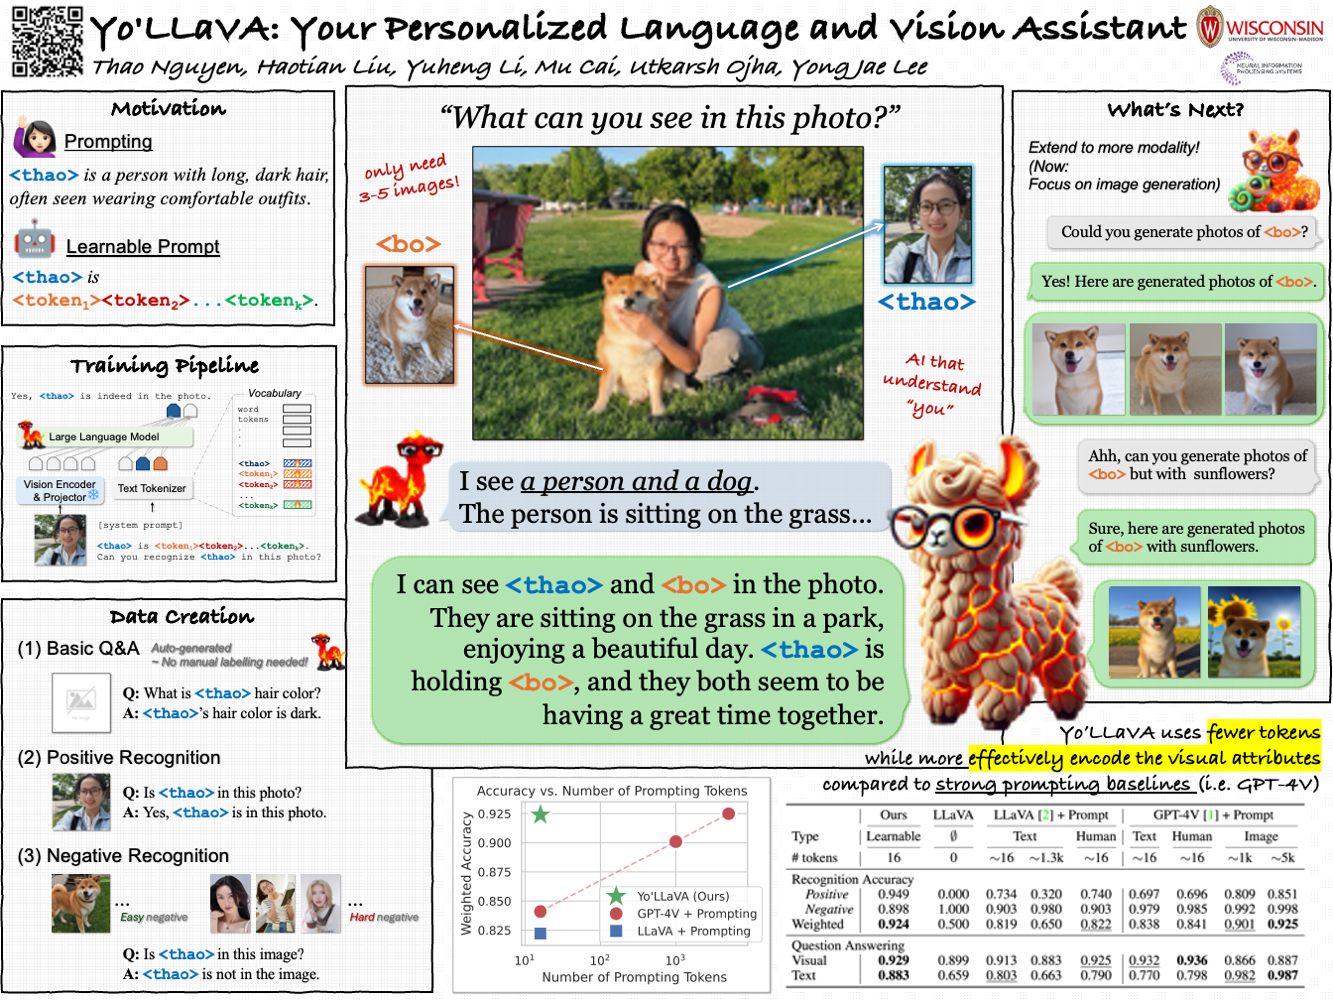 Yo'LLaVA: Your Personalized Language and Vision Assistant
Thao Nguyen, Haotian Liu, Yuheng Li, Mu Cai, Utkarsh Ojha, Yong Jae Lee
WISCONSIN
UNIVERSITY OF WISCONSIN-MADISON
NEURAL INFORMATION
PROCESSING SYSTEMS
Motivation
Prompting
<thao> is a person with long, dark hair,
often seen wearing comfortable outfits.
Learnable Prompt
<thao> is
<token1><token2>...<tokenk>.
Training Pipeline
Yes, <thao> is indeed in the photo.
Large Language Model
Vision Encoder
& Projector
Text Tokenizer
[system prompt]
<thao> is <token1><token2>...<tokenk>.
Can you recognize <thao> in this photo?
Vocabulary
word
tokens
.
.
<thao>
<token1>
<token2>
...
<tokenk>
Data Creation
(1) Basic Q&A
Auto-generated
~ No manual labelling needed!
Q: What is <thao> hair color?
A: <thao>'s hair color is dark.
(2) Positive Recognition
Q: Is <thao> in this photo?
A: Yes, <thao> is in this photo.
(3) Negative Recognition
...
Easy negative
...
Hard negative
Q: Is <thao> in this image?
A: <thao> is not in the image.
“What can you see in this photo?”
only need
3-5 images!
<bo>
<thao>
AI that
understand
“you”
I see a person and a dog.
The person is sitting on the grass...
I can see <thao> and <bo> in the photo.
They are sitting on the grass in a park,
enjoying a beautiful day. <thao> is
holding <bo>, and they both seem to be
having a great time together.
What's Next?
Extend to more modality!
(Now:
Focus on image generation)
Could you generate photos of <bo>?
Yes! Here are generated photos of <bo>.
Ahh, can you generate photos of
<bo> but with sunflowers?
Sure, here are generated photos
of <bo> with sunflowers.
Yo'LLaVA uses fewer tokens
while more effectively encode the visual attributes
compared to strong prompting baselines (i.e. GPT-4V)
Accuracy vs. Number of Prompting Tokens
Weighted Accuracy
0.925
0.900
0.875
0.850
0.825
Yo'LLaVA (Ours)
GPT-4V + Prompting
LLaVA + Prompting
10^1 10^2 10^3
Number of Prompting Tokens
Ours LLaVA LLaVA [2] + Prompt GPT-4V [1] + Prompt
Type Learnable ∅ Text Human Text Human Image
# tokens 16 0 ~16 ~1.3k ~16 ~16 ~16 ~1k ~5k
Recognition Accuracy
Positive 0.949 0.000 0.734 0.320 0.740 0.697 0.696 0.809 0.851
Negative 0.898 1.000 0.903 0.980 0.903 0.979 0.985 0.992 0.998
Weighted 0.924 0.500 0.819 0.650 0.822 0.838 0.841 0.901 0.925
Question Answering
Visual 0.929 0.899 0.913 0.883 0.925 0.932 0.936 0.866 0.887
Text 0.883 0.659 0.803 0.663 0.790 0.770 0.798 0.982 0.987